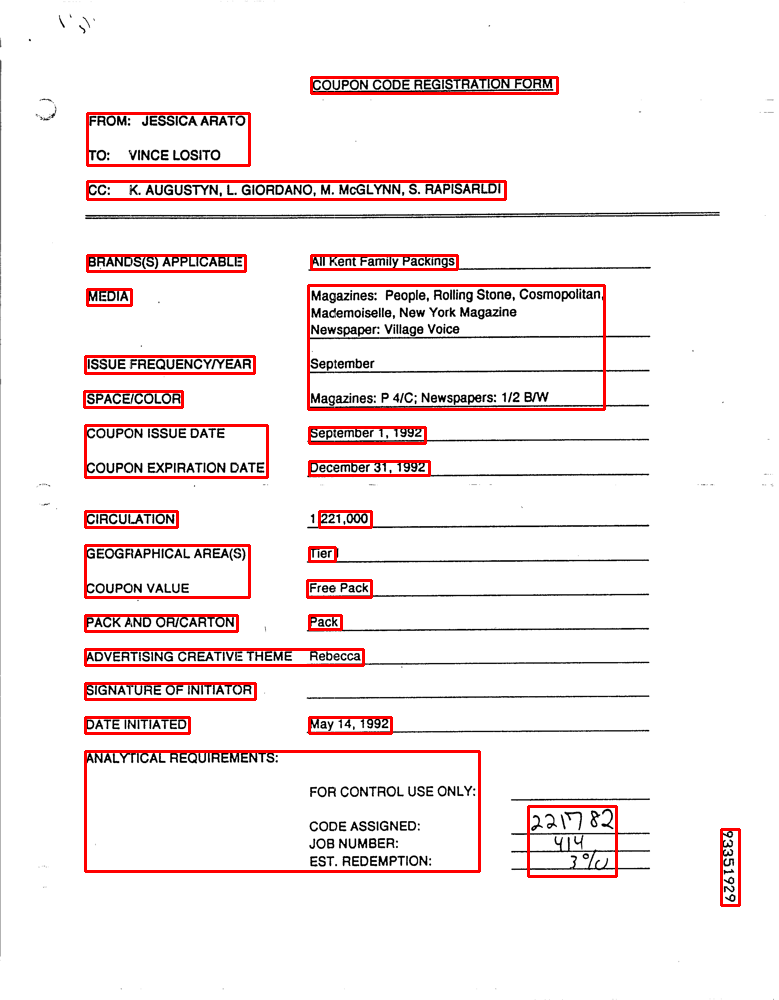 COUPON CODE REGISTRATION FORM
FROM: JESSICA ARATO
TO: VINCE LOSITO
CC: K. AUGUSTYN, L. GIORDANO, M. McGLYNN, S. RAPISARLDI
BRANDS(S) APPLICABLE All Kent Family Packings
MEDIA Magazines: People, Rolling Stone, Cosmopolitan,
Mademoiselle, New York Magazine
Newspaper: Village Voice
ISSUE FREQUENCY/YEAR September
SPACE/COLOR Magazines: P 4/C; Newspapers: 1/2 B/W
COUPON ISSUE DATE September 1, 1992
COUPON EXPIRATION DATE December 31, 1992
CIRCULATION 1 221,000
GEOGRAPHICAL AREA(S) Tier I
COUPON VALUE Free Pack
PACK AND OR/CARTON Pack
ADVERTISING CREATIVE THEME Rebecca
SIGNATURE OF INITIATOR
DATE INITIATED May 14, 1992
ANALYTICAL REQUIREMENTS:
FOR CONTROL USE ONLY:
CODE ASSIGNED: 221782
JOB NUMBER: 414
EST. REDEMPTION: 3%
93351929